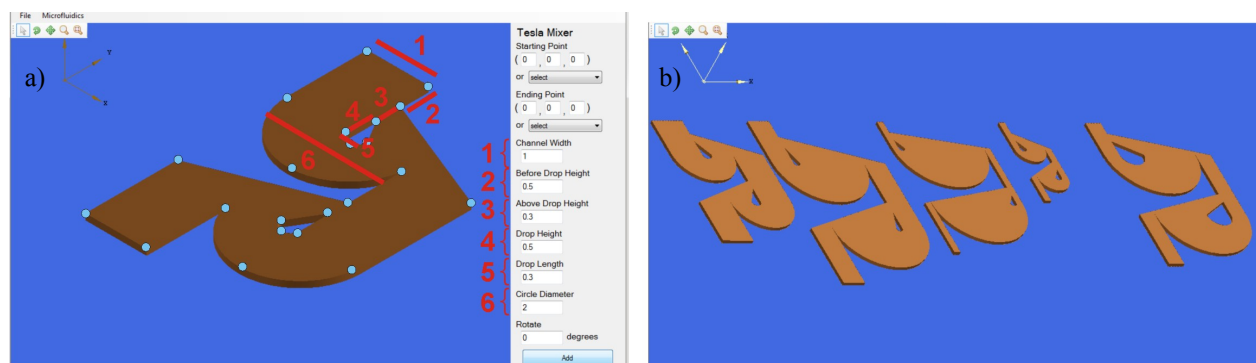 File Microfluidics
a)
Y
X
1
2
3
4
5
6
Tesla Mixer
Starting Point
( 0 , 0 , 0 )
or select
Ending Point
( 0 , 0 , 0 )
or select
1 Channel Width
1
2 Before Drop Height
0.5
3 Above Drop Height
0.3
4 Drop Height
0.5
5 Drop Length
0.3
6 Circle Diameter
2
Rotate
0 degrees
Add
b)
X